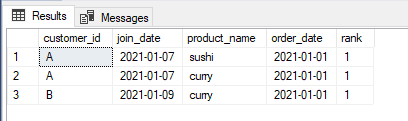 Results Messages
customer_id join_date product_name order_date rank
1 A 2021-01-07 sushi 2021-01-01 1
2 A 2021-01-07 curry 2021-01-01 1
3 B 2021-01-09 curry 2021-01-01 1